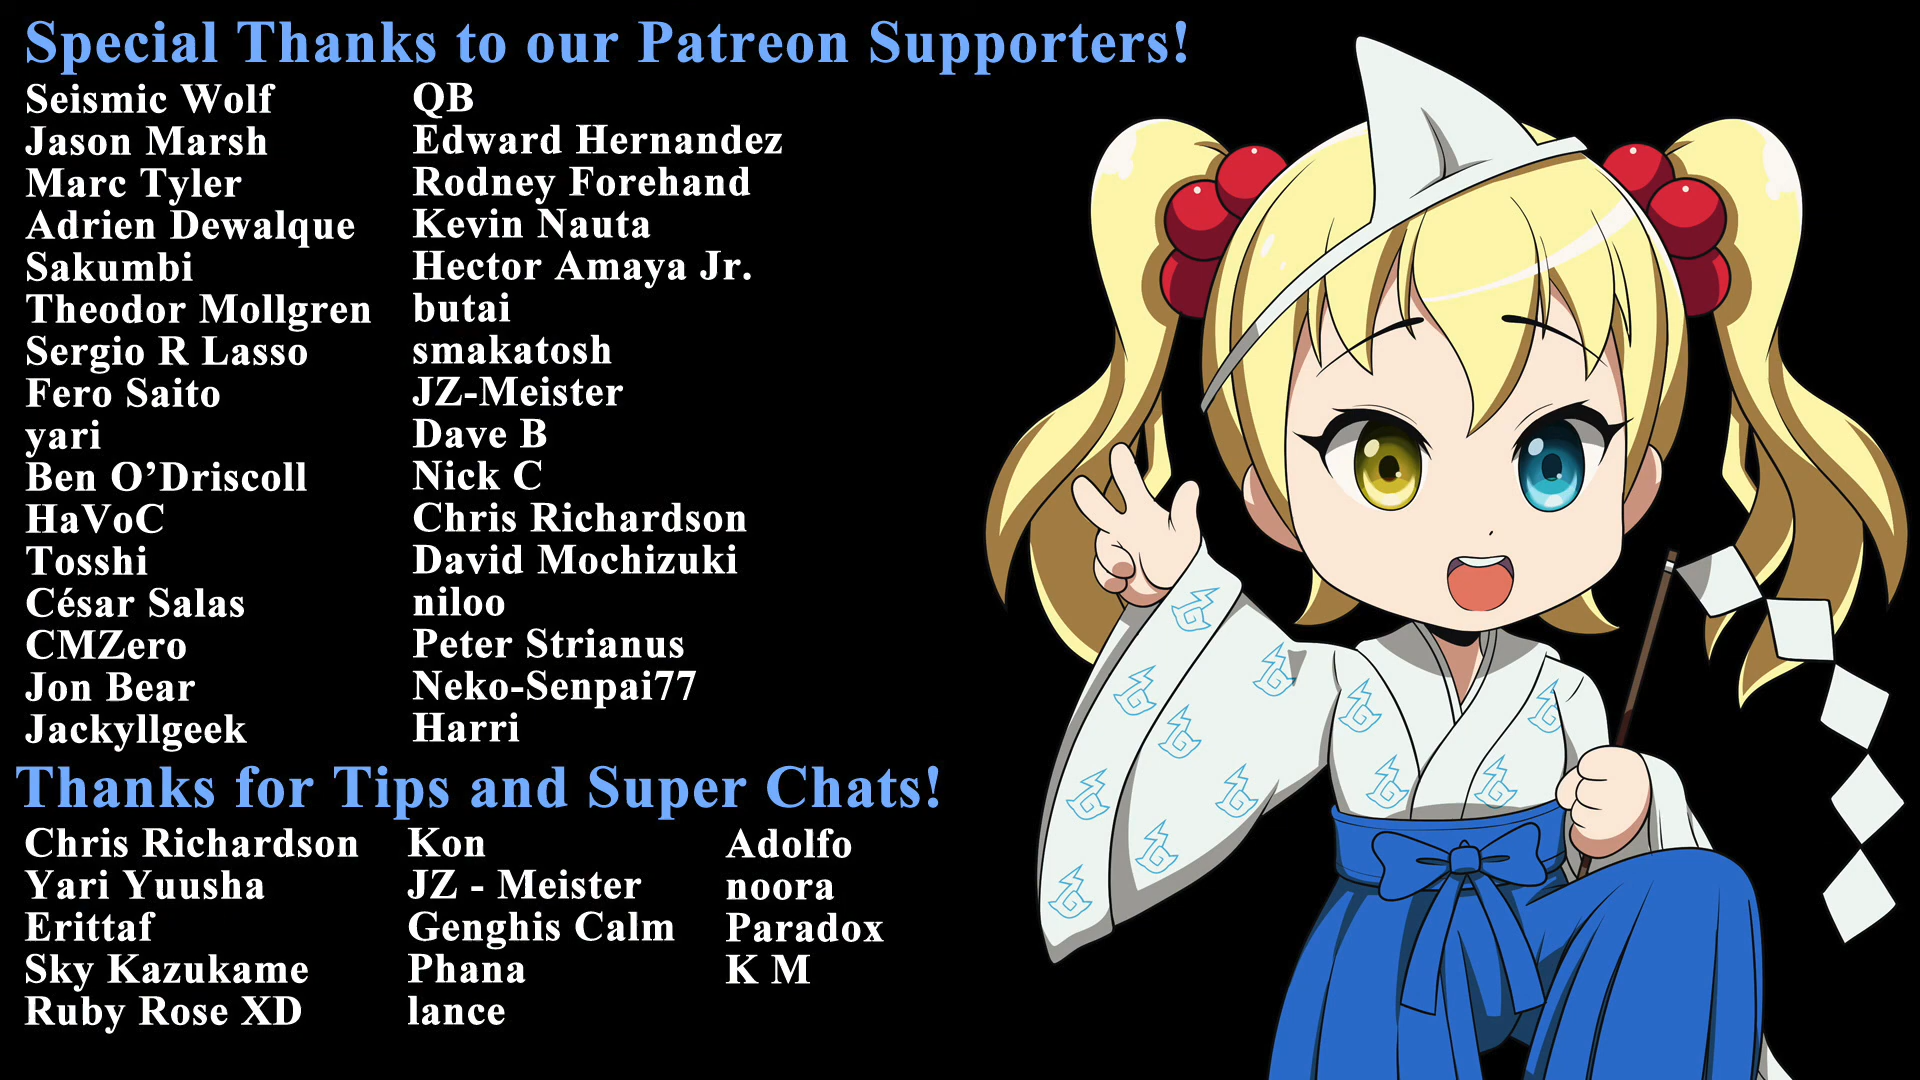 Special Thanks to our Patreon Supporters!
Seismic Wolf
Jason Marsh
Marc Tyler
Adrien Dewalque
Sakumbi
Theodor Mollgren
Sergio R Lasso
Fero Saito
yari
Ben O’Driscoll
HaVoC
Tosshi
César Salas
CMZero
Jon Bear
Jackyllgeek
QB
Edward Hernandez
Rodney Forehand
Kevin Nauta
Hector Amaya Jr.
butai
smakatosh
JZ-Meister
Dave B
Nick C
Chris Richardson
David Mochizuki
niloo
Peter Strianus
Neko-Senpai77
Harri
Thanks for Tips and Super Chats!
Chris Richardson
Yari Yuusha
Erittaf
Sky Kazukame
Ruby Rose XD
Kon
JZ - Meister
Genghis Calm
Phana
lance
Adolfo
noora
Paradox
K M